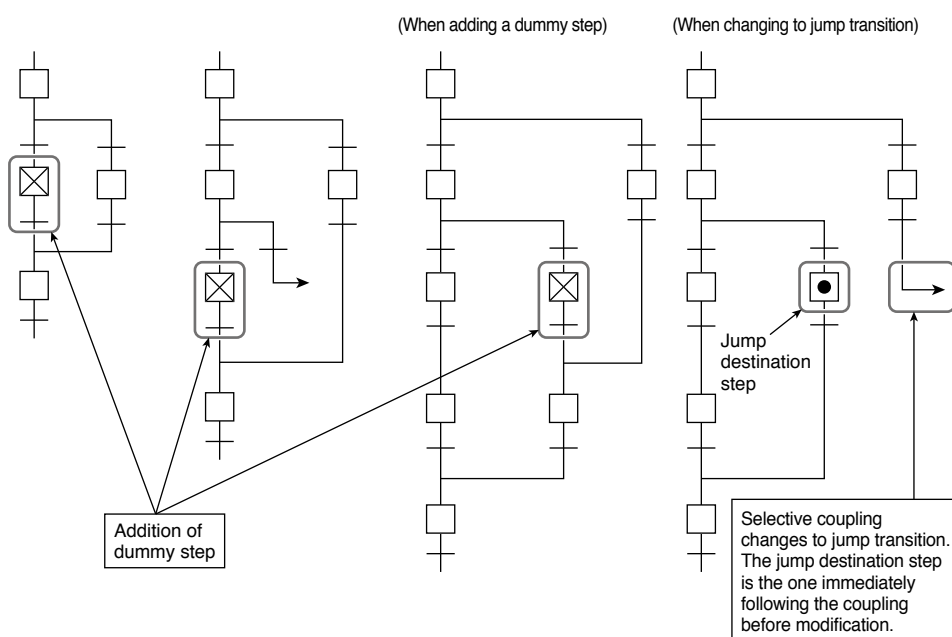 (When adding a dummy step)
(When changing to jump transition)
Jump
destination
step
Addition of
dummy step
Selective coupling
changes to jump transition.
The jump destination step
is the one immediately
following the coupling
before modification.